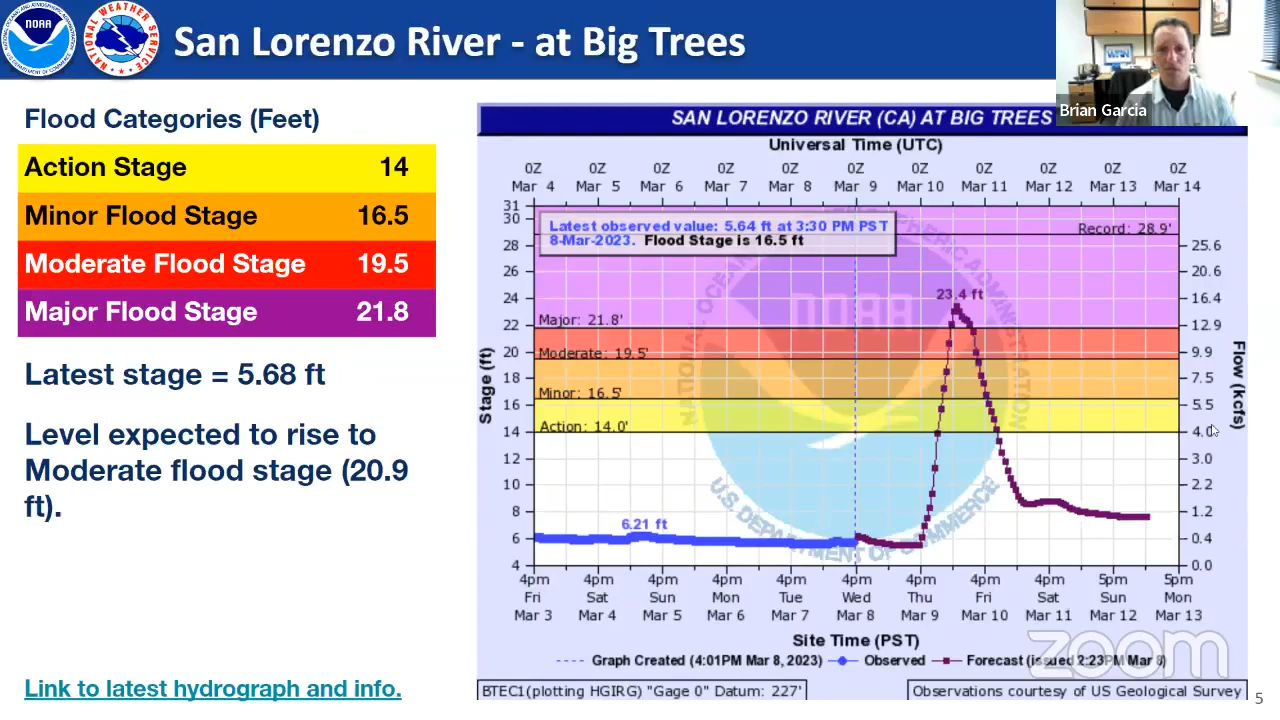 San Lorenzo River - at Big Trees
Brian Garcia
Flood Categories (Feet)
Action Stage 14
Minor Flood Stage 16.5
Moderate Flood Stage 19.5
Major Flood Stage 21.8
Latest stage = 5.68 ft
Level expected to rise to
Moderate flood stage (20.9
ft).
Link to latest hydrograph and info.
SAN LORENZO RIVER (CA) AT BIG TREES
Universal Time (UTC)
0Z 0Z 0Z 0Z 0Z 0Z 0Z 0Z 0Z 0Z 0Z
Mar 4 Mar 5 Mar 6 Mar 7 Mar 8 Mar 9 Mar 10 Mar 11 Mar 12 Mar 13 Mar 14
Latest observed value: 5.64 ft at 3:30 PM PST
8-Mar-2023. Flood Stage is 16.5 ft
Record: 28.9'
23.4 ft
Major: 21.8'
Moderate: 19.5'
Minor: 16.5'
Action: 14.0'
6.21 ft
Stage (ft)
31
30
28
26
24
22
20
18
16
14
12
10
8
6
4
Flow (kcfs)
25.6
20.6
16.4
12.9
9.9
7.5
5.5
4.0
3.0
2.2
1.2
0.4
0.0
NOAA
U.S. DEPARTMENT OF COMMERCE
4pm 4pm 4pm 4pm 4pm 4pm 4pm 4pm 4pm 5pm 5pm
Fri Sat Sun Mon Tue Wed Thu Fri Sat Sun Mon
Mar 3 Mar 4 Mar 5 Mar 6 Mar 7 Mar 8 Mar 9 Mar 10 Mar 11 Mar 12 Mar 13
Site Time (PST)
Graph Created (4:01PM Mar 8, 2023) Observed Forecast (issued 2:23PM Mar 8)
BTEC1(plotting HGIRG) "Gage 0" Datum: 227'
Observations courtesy of US Geological Survey
zoom
5
NOAA
NATIONAL WEATHER SERVICE